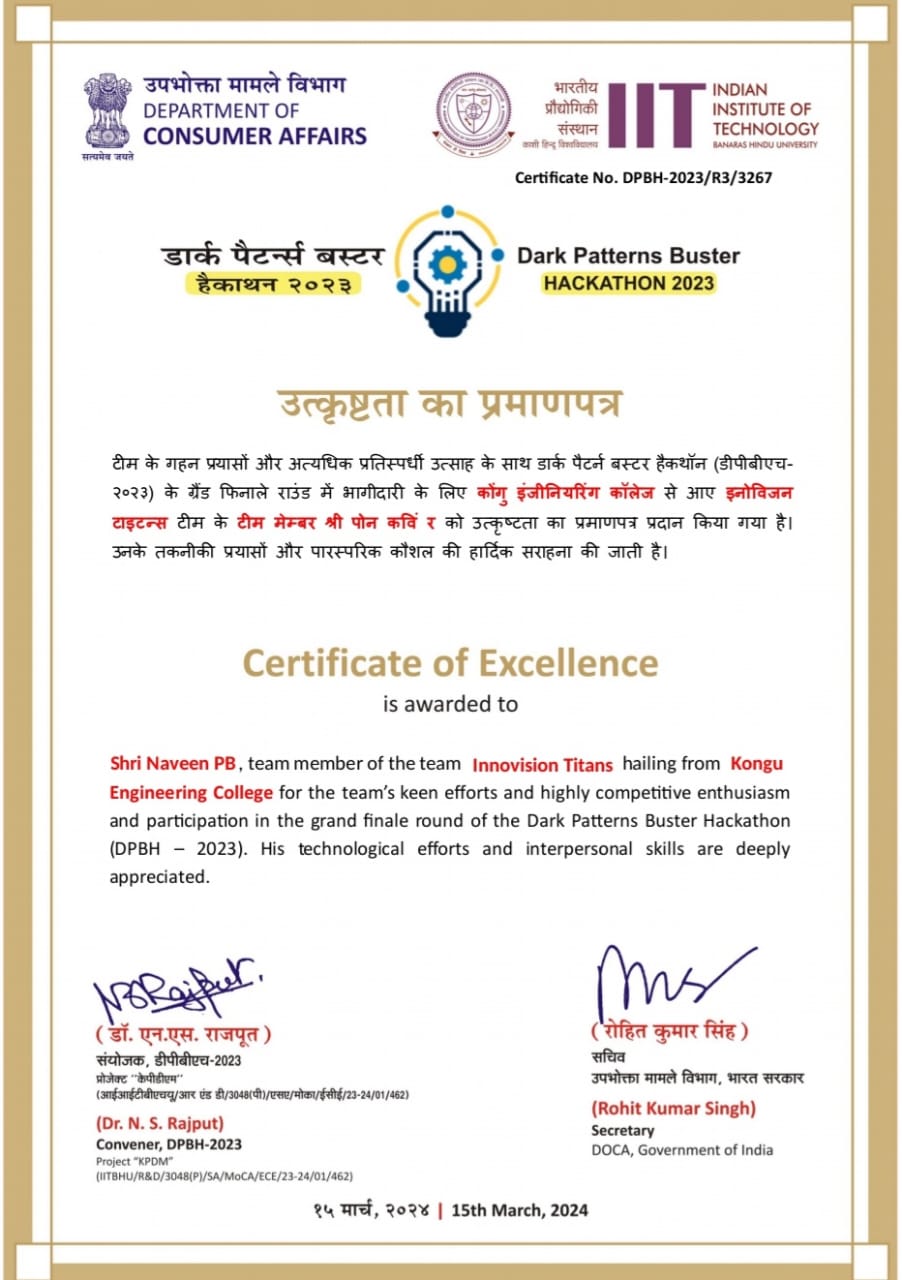 उपभोक्ता मामले विभाग
DEPARTMENT OF
CONSUMER AFFAIRS
सत्यमेव जयते
भारतीय
प्रौद्योगिकी
संस्थान
काशी हिन्दू विश्वविद्यालय
IIT
INDIAN
INSTITUTE OF
TECHNOLOGY
BANARAS HINDU UNIVERSITY
Certificate No. DPBH-2023/R3/3267
डार्क पैटर्न्स बस्टर
हैकाथन २०२३
Dark Patterns Buster
HACKATHON 2023
उत्कृष्टता का प्रमाणपत्र
टीम के गहन प्रयासों और अत्यधिक प्रतिस्पर्धी उत्साह के साथ डार्क पैटर्न बस्टर हैकथॉन (डीपीबीएच-
२०२३) के ग्रैंड फिनाले राउंड में भागीदारी के लिए कोंगु इंजीनियरिंग कॉलेज से आए इनोविजन
टाइटन्स टीम के टीम मेम्बर श्री पोन कविं र को उत्कृष्टता का प्रमाणपत्र प्रदान किया गया है।
उनके तकनीकी प्रयासों और पारस्परिक कौशल की हार्दिक सराहना की जाती है।
Certificate of Excellence
is awarded to
Shri Naveen PB, team member of the team Innovision Titans hailing from Kongu
Engineering College for the team's keen efforts and highly competitive enthusiasm
and participation in the grand finale round of the Dark Patterns Buster Hackathon
(DPBH – 2023). His technological efforts and interpersonal skills are deeply
appreciated.
NSRajput.
( डॉ. एन.एस. राजपूत )
संयोजक, डीपीबीएच-2023
प्रोजेक्ट "केपीडीएम"
(आईआईटीबीएचयू/आर एंड डी/3048(पी)/एसए/मोका/ईसीई/23-24/01/462)
(Dr. N. S. Rajput)
Convener, DPBH-2023
Project "KPDM"
(IITBHU/R&D/3048(P)/SA/MoCA/ECE/23-24/01/462)
( रोहित कुमार सिंह )
सचिव
उपभोक्ता मामले विभाग, भारत सरकार
(Rohit Kumar Singh)
Secretary
DOCA, Government of India
१५ मार्च, २०२४ | 15th March, 2024